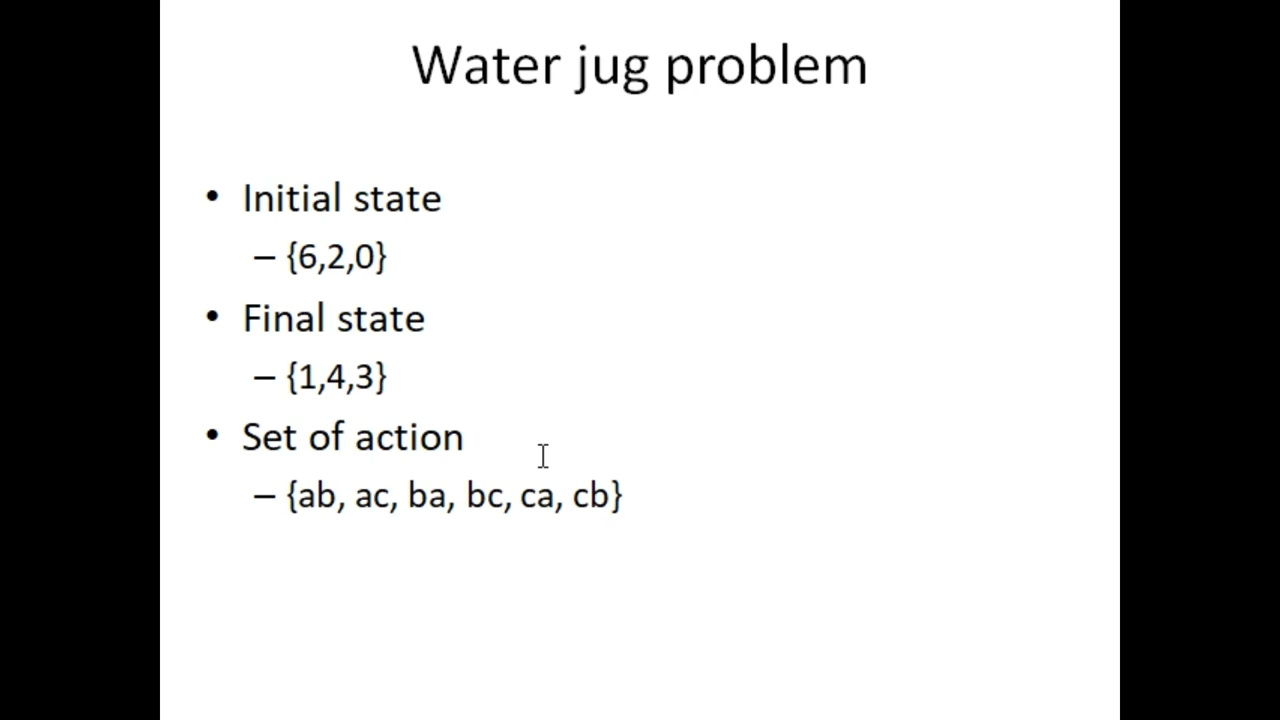 Water jug problem
• Initial state
– {6,2,0}
• Final state
– {1,4,3}
• Set of action
– {ab, ac, ba, bc, ca, cb}